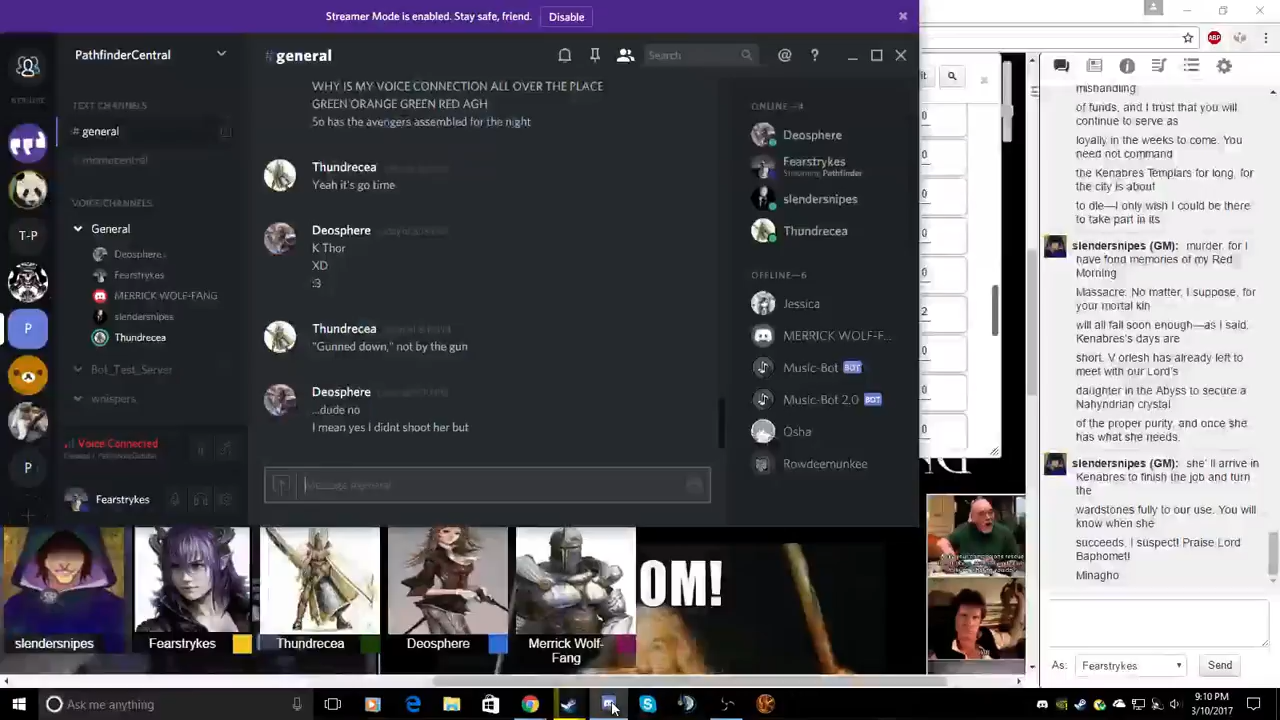 Streamer Mode is enabled. Stay safe, friend.
Disable
PathfinderCentral
#general
Search
TEXT CHANNELS
general
VOICE CHANNELS
General
Deosphere
Fearstrykes
MERRICK WOLF-FANG
slendersnipes
Thundrecea
Bot_Test_Server
whispers
Voice Connected
Fearstrykes
T-P
P
P
WHY IS MY VOICE CONNECTION ALL OVER THE PLACE
GREEN ORANGE GREEN RED AGH
So has the avengers assembled for the night
Thundrecea
Yeah it's go time
Deosphere
K Thor
XD
:3
Thundrecea
"Gunned down," not by the gun
Deosphere
...dude no
I mean yes I didnt shoot her but
Message #general
ONLINE—4
Deosphere
Fearstrykes
Streaming Pathfinder
slendersnipes
Thundrecea
OFFLINE—6
Jessica
MERRICK WOLF-F...
Music-Bot BOT
Music-Bot 2.0 BOT
Osha
Rowdeemunkee
0
0
0
0
0
2
0
0
0
of funds, and I trust that you will
continue to serve as
loyally in the weeks to come. You
need not command
the Kenabres Templars for long, for
the city is about
to die—I only wish I could be there
to take part in its
slendersnipes (GM): murder, for I
have fond memories of my Red
Morning
No matter, I suppose, for
your mortal kin
will fall soon enough—as I said,
Kenabres's days are
orlesh has already left to
meet with our Lord's
daughter in the Abyss to secure a
Nahyndrian crystal
of the proper purity, and once she
has what she needs,
slendersnipes (GM): she' ll arrive in
Kenabres to finish the job and turn
the
wardstones fully to our use. You will
know when she
succeeds, I suspect! Praise Lord
Baphomet!
Minagho
As:
Fearstrykes
Send
slendersnipes
Fearstrykes
Thundrecea
Deosphere
Merrick Wolf-
Fang
OM!
Ask me anything
9:10 PM
3/10/2017